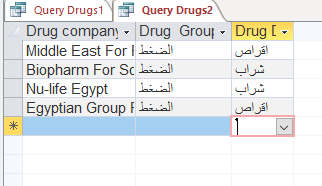 Query Drugs1 Query Drugs2
Drug company Drug Group Drug D
Middle East For الضغط اقراص
Biopharm For So الضغط شراب
Nu-life Egypt الضغط شراب
Egyptian Group F الضغط اقراص